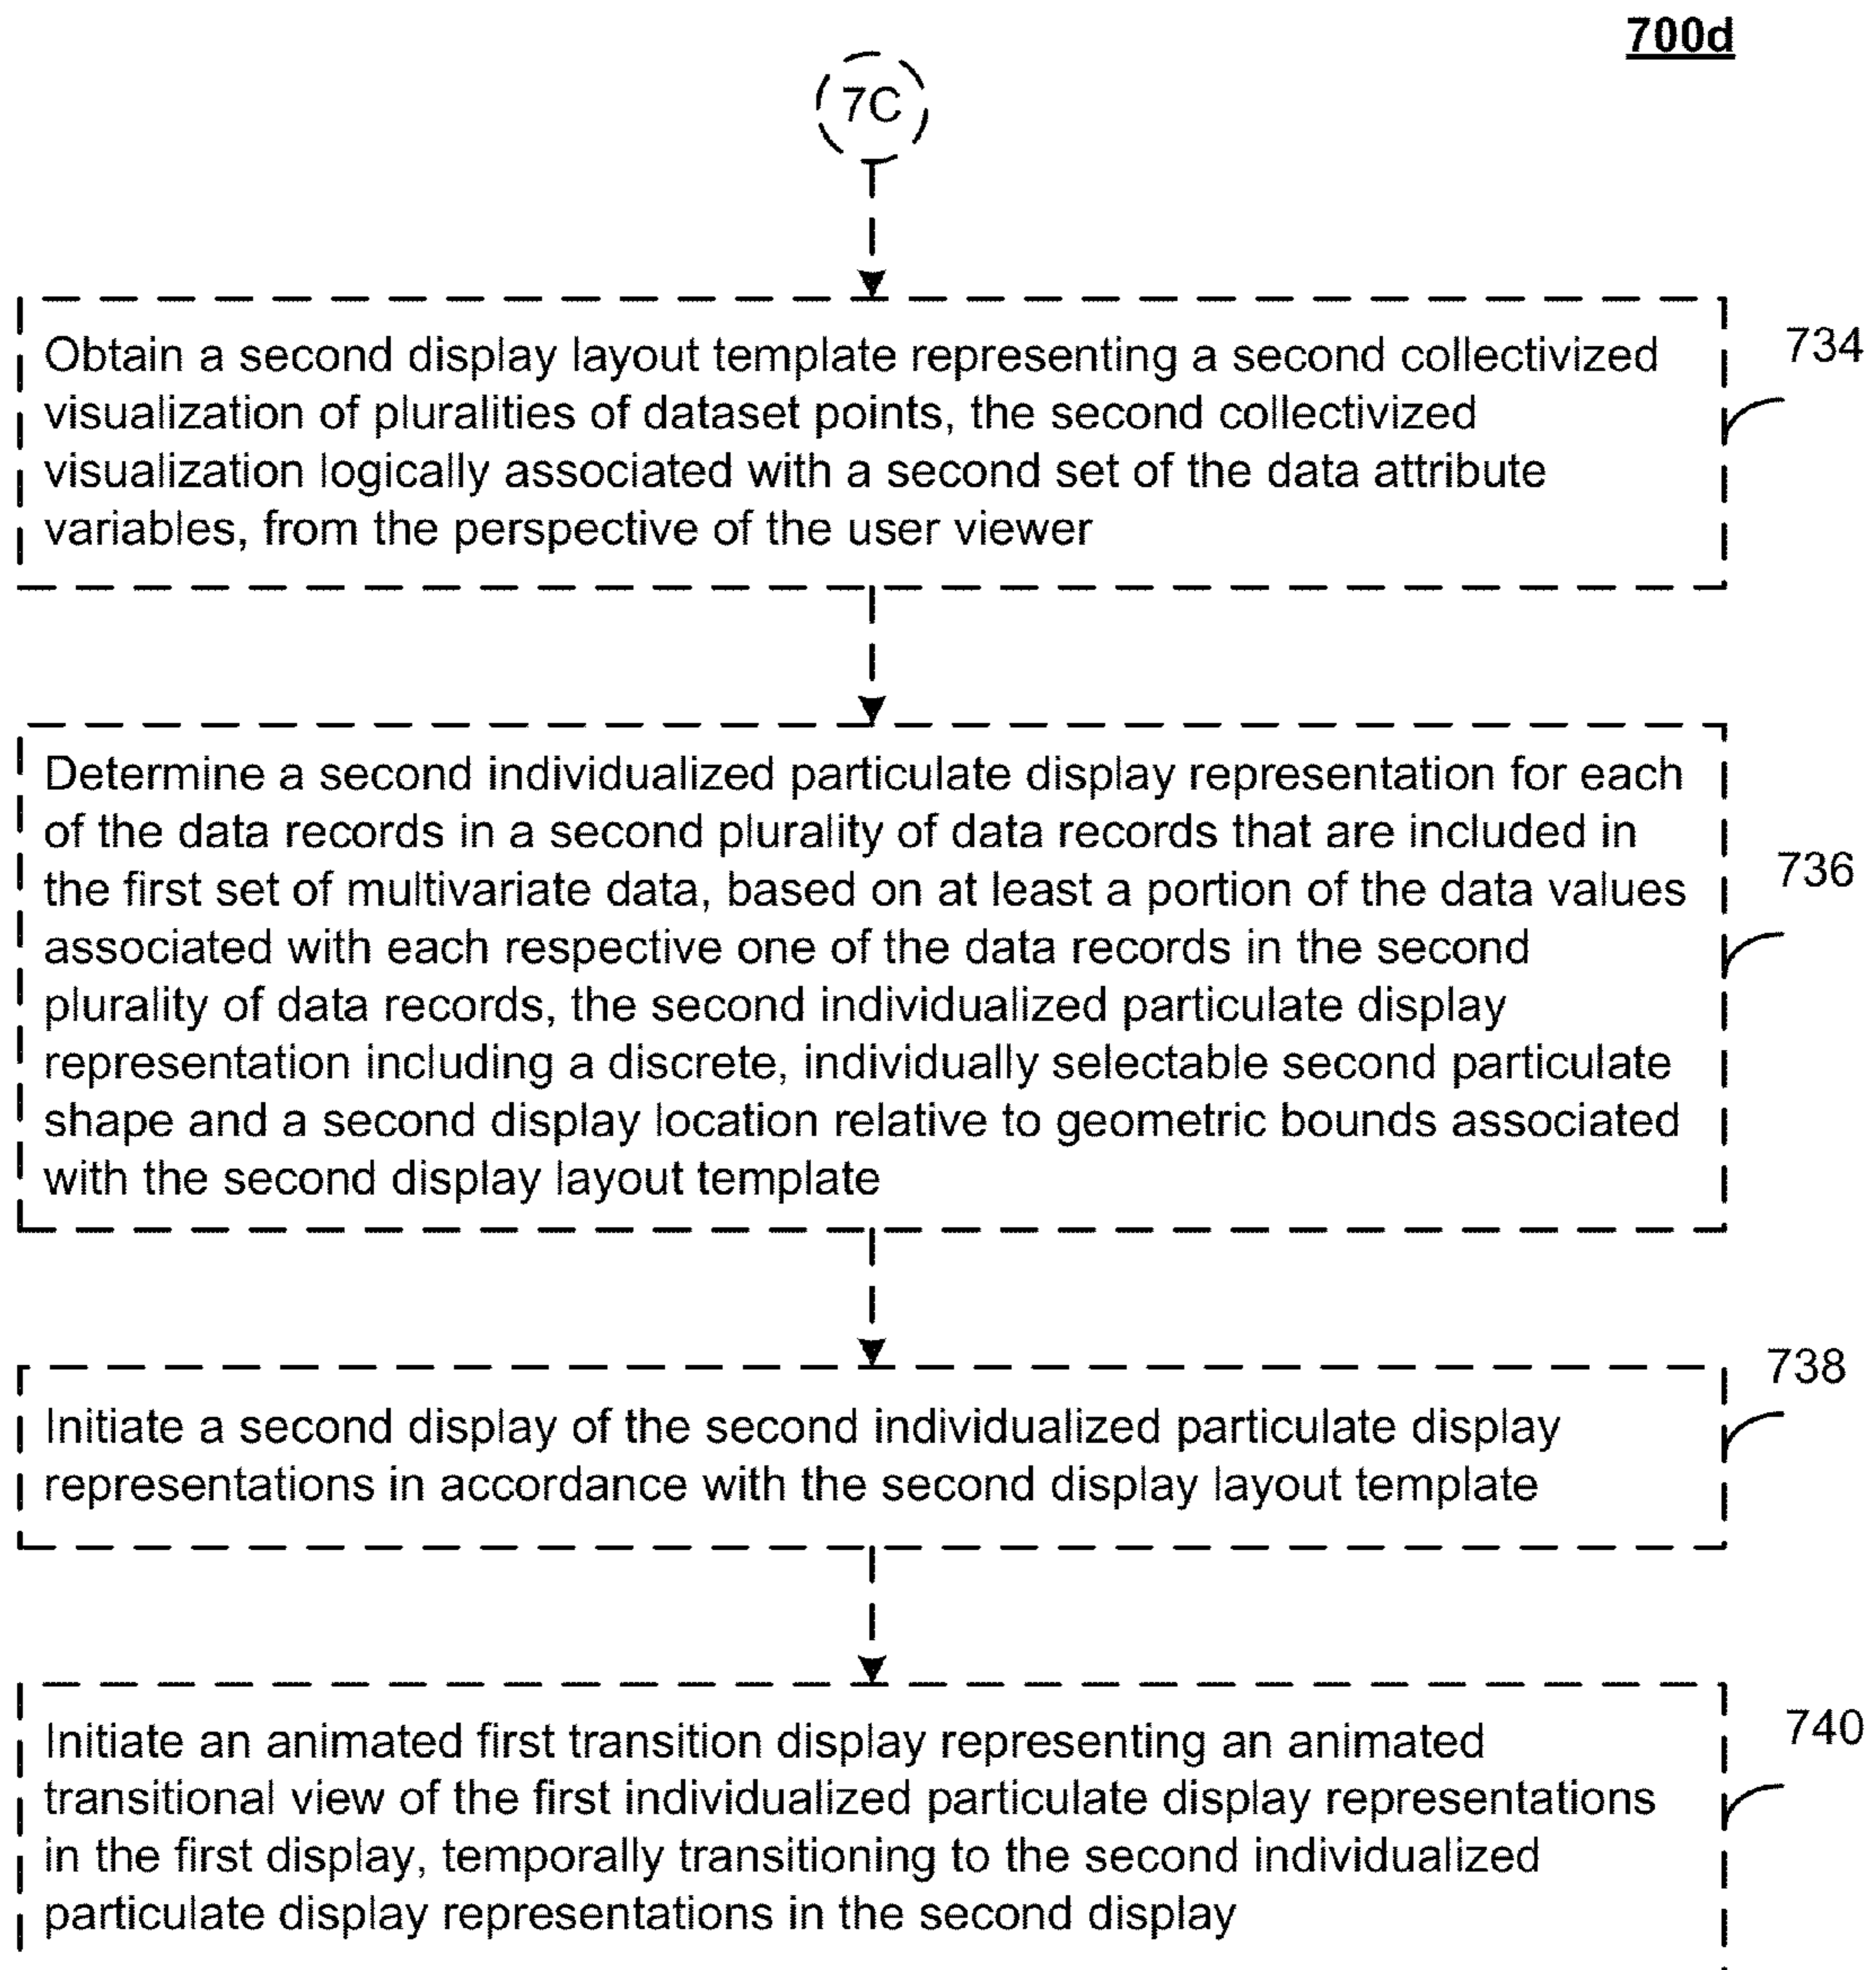 700d
7C
Obtain a second display layout template representing a second collectivized
visualization of pluralities of dataset points, the second collectivized
visualization logically associated with a second set of the data attribute
variables, from the perspective of the user viewer
734
Determine a second individualized particulate display representation for each
of the data records in a second plurality of data records that are included in
the first set of multivariate data, based on at least a portion of the data values
associated with each respective one of the data records in the second
plurality of data records, the second individualized particulate display
representation including a discrete, individually selectable second particulate
shape and a second display location relative to geometric bounds associated
with the second display layout template
736
Initiate a second display of the second individualized particulate display
representations in accordance with the second display layout template
738
Initiate an animated first transition display representing an animated
transitional view of the first individualized particulate display representations
in the first display, temporally transitioning to the second individualized
particulate display representations in the second display
740